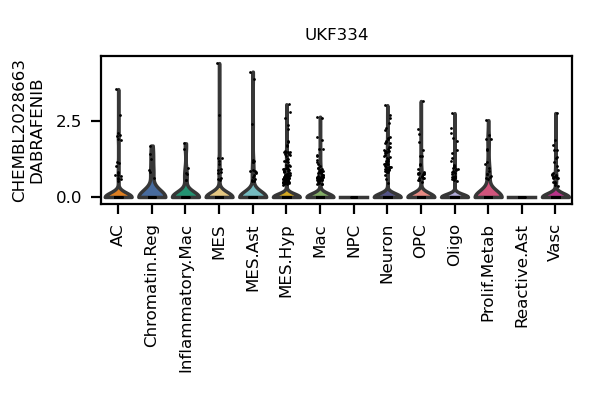 UKF334
CHEMBL2028663
DABRAFENIB
2.5
0.0
AC
Chromatin.Reg
Inflammatory.Mac
MES
MES.Ast
MES.Hyp
Mac
NPC
Neuron
OPC
Oligo
Prolif.Metab
Reactive.Ast
Vasc